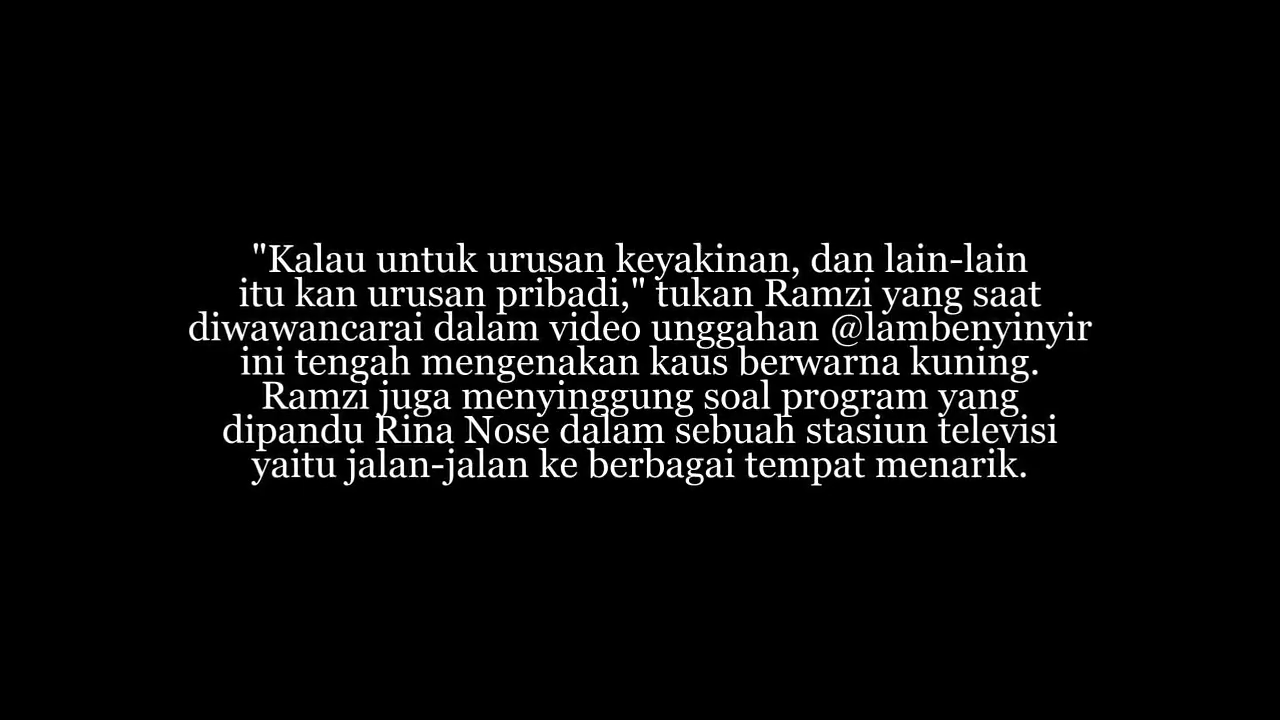 "Kalau untuk urusan keyakinan, dan lain-lain
itu kan urusan pribadi," tukan Ramzi yang saat
diwawancarai dalam video unggahan @lambenyinyir
ini tengah mengenakan kaus berwarna kuning.
Ramzi juga menyinggung soal program yang
dipandu Rina Nose dalam sebuah stasiun televisi
yaitu jalan-jalan ke berbagai tempat menarik.